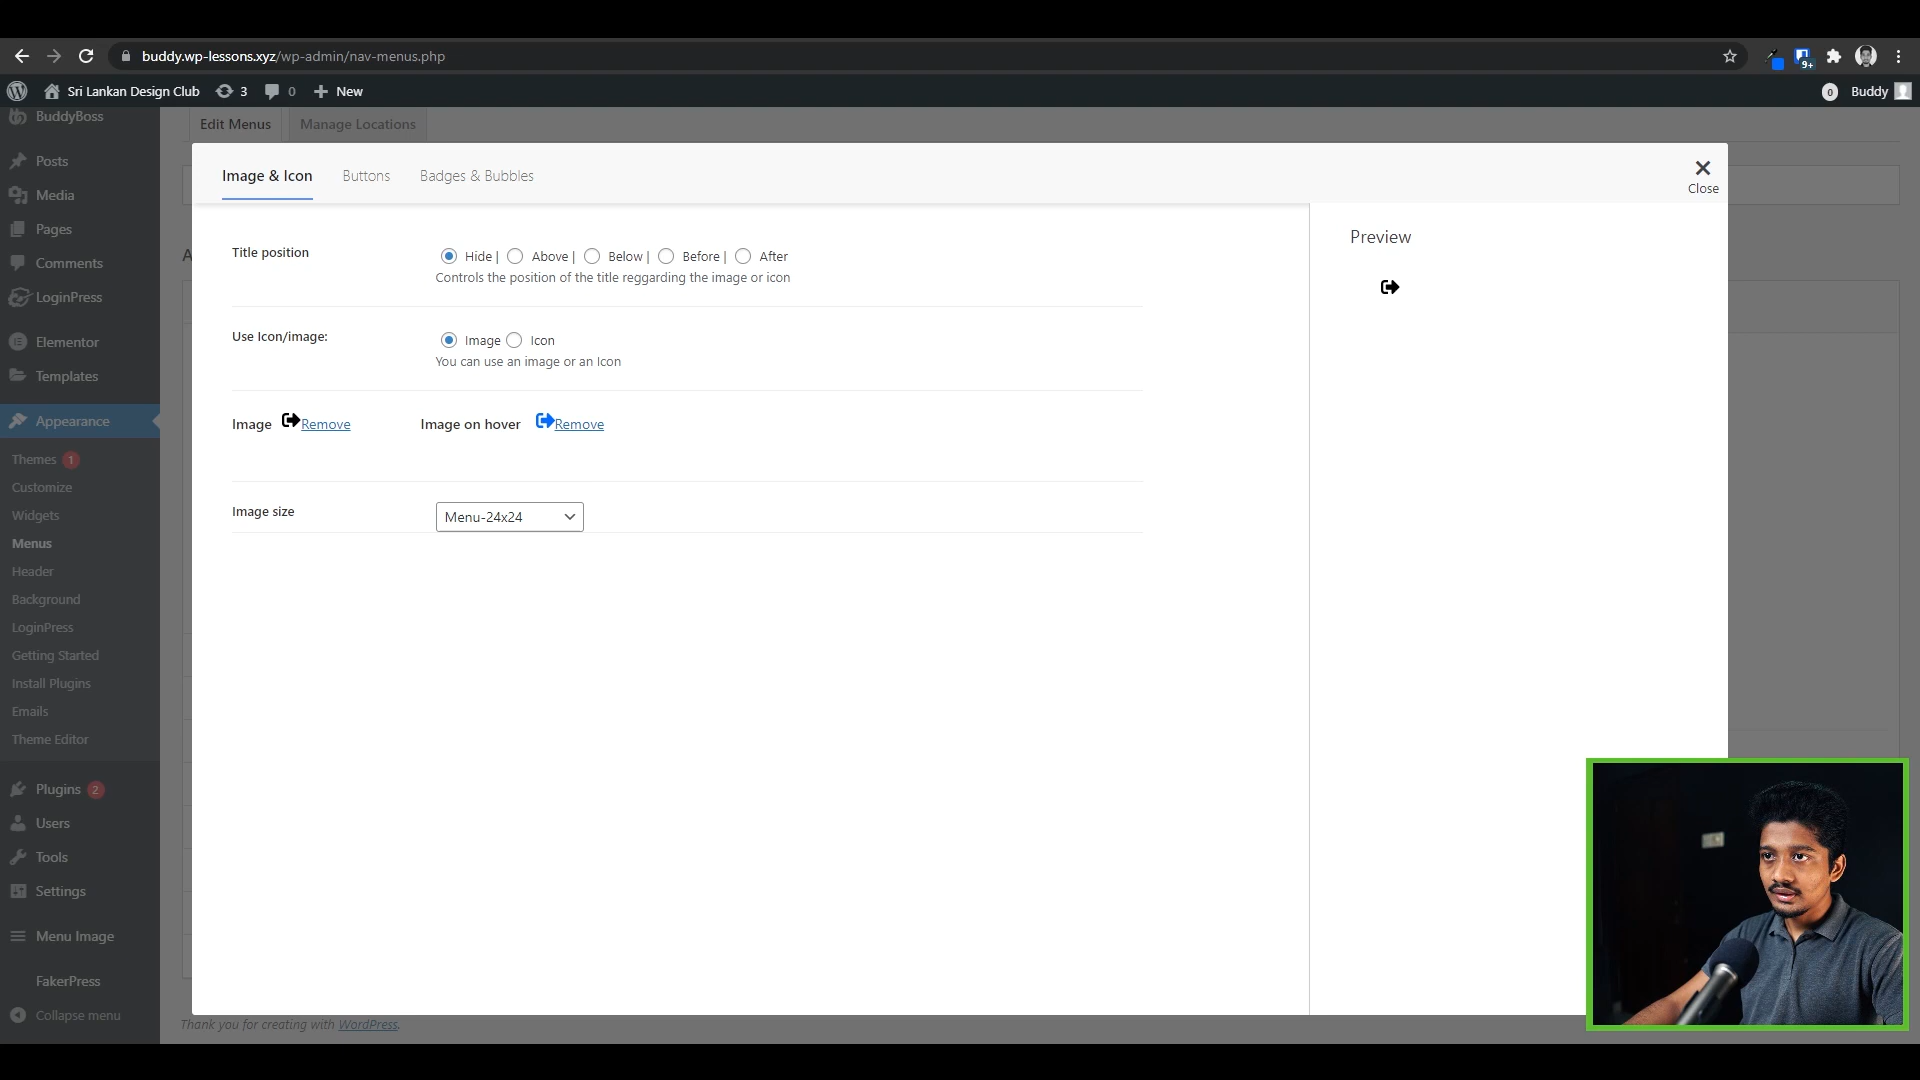 buddy.wp-lessons.xyz/wp-admin/nav-menus.php
9+
Sri Lankan Design Club 3 0 New
0 Buddy
BuddyBoss
Posts
Media
Pages
Comments
LoginPress
Elementor
Templates
Appearance
Themes 1
Customize
Widgets
Menus
Header
Background
LoginPress
Getting Started
Install Plugins
Emails
Theme Editor
Plugins 2
Users
Tools
Settings
Menu Image
FakerPress
Collapse menu
Edit Menus Manage Locations
A
Image & Icon Buttons Badges & Bubbles
Close
Title position
Hide | Above | Below | Before | After
Controls the position of the title reggarding the image or icon
Use Icon/image:
Image Icon
You can use an image or an Icon
Image Remove Image on hover Remove
Image size Menu-24x24
Preview
Thank you for creating with WordPress.